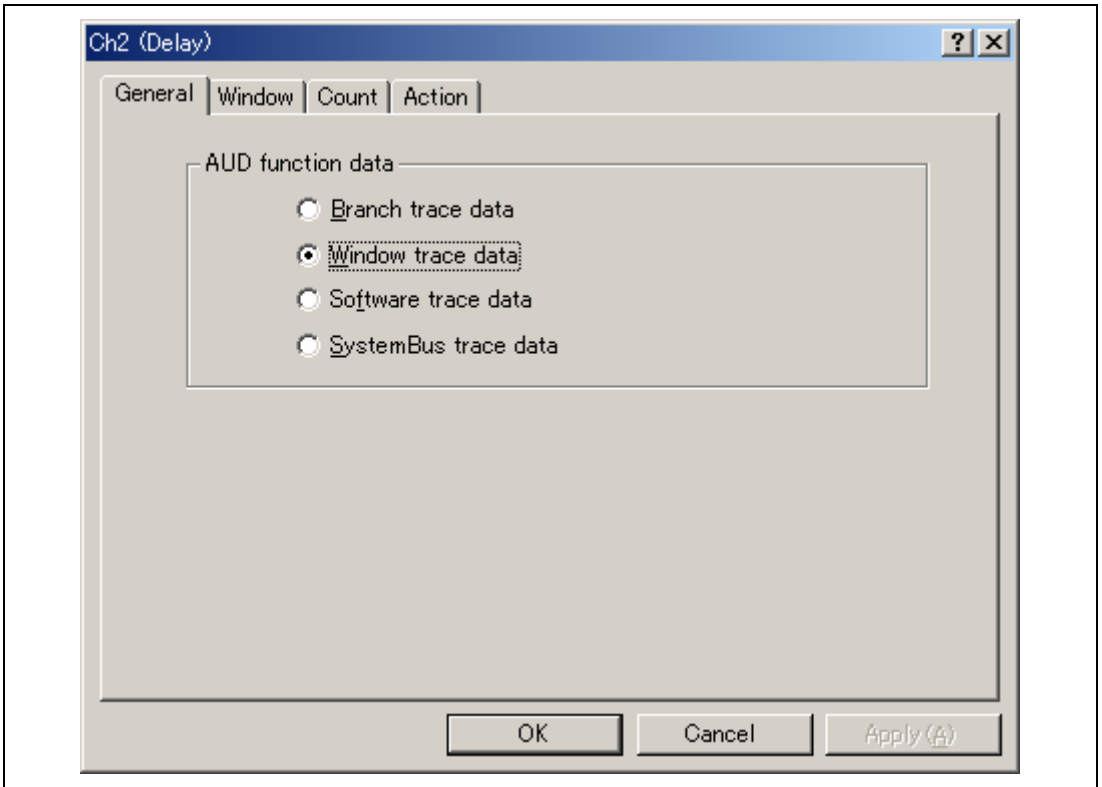 Ch2 (Delay)
General Window Count Action
AUD function data
Branch trace data
Window trace data
Software trace data
SystemBus trace data
OK Cancel Apply(A)